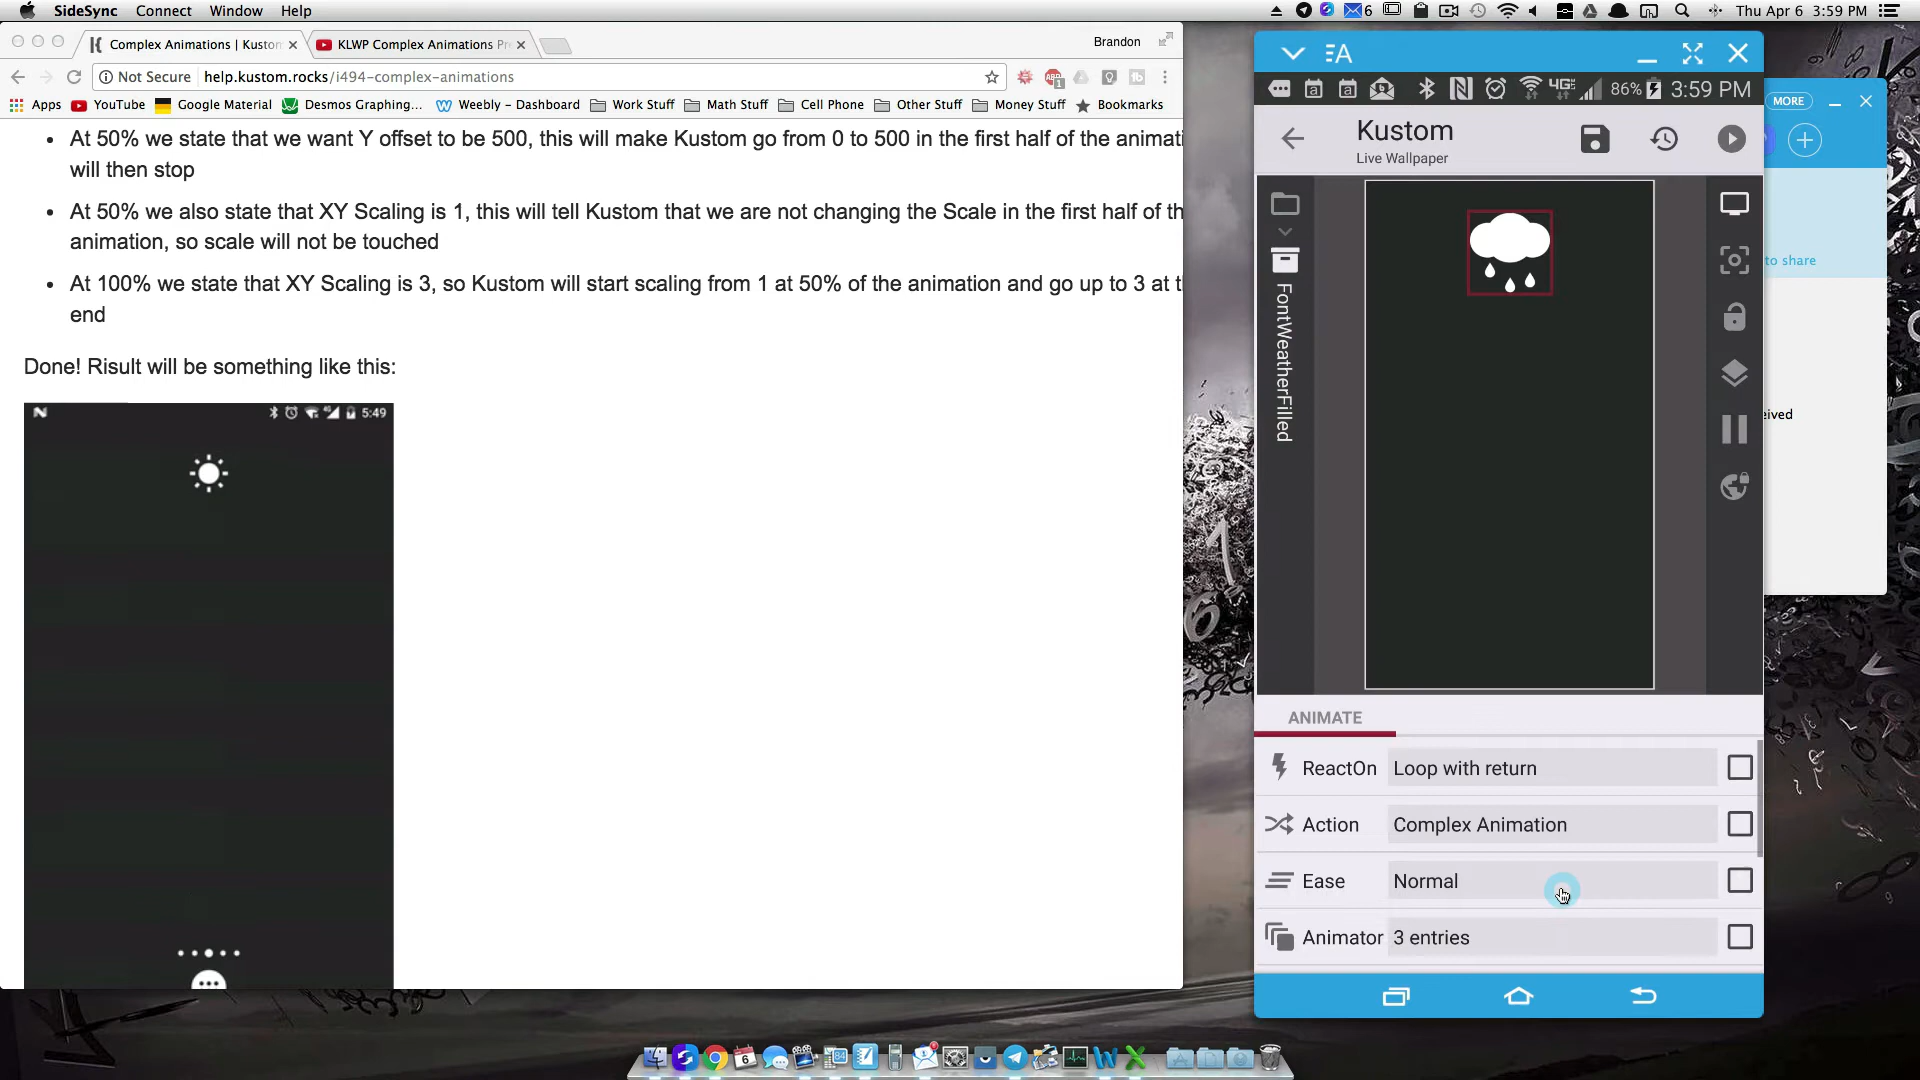 SideSync Connect Window Help
6
Thu Apr 6 3:59 PM
Complex Animations | Kustom
KLWP Complex Animations Pr
Brandon
Not Secure help.kustom.rocks/i494-complex-animations
Apps YouTube Google Material Desmos Graphing... Weebly - Dashboard Work Stuff Math Stuff Cell Phone Other Stuff Money Stuff Bookmarks
• At 50% we state that we want Y offset to be 500, this will make Kustom go from 0 to 500 in the first half of the animati
will then stop
• At 50% we also state that XY Scaling is 1, this will tell Kustom that we are not changing the Scale in the first half of th
animation, so scale will not be touched
• At 100% we state that XY Scaling is 3, so Kustom will start scaling from 1 at 50% of the animation and go up to 3 at t
end
Done! Risult will be something like this:
5:49
A
4G 86% 3:59 PM
Kustom
Live Wallpaper
FontWeatherFilled
ANIMATE
ReactOn Loop with return
Action Complex Animation
Ease Normal
Animator 3 entries
MORE
to share
eived